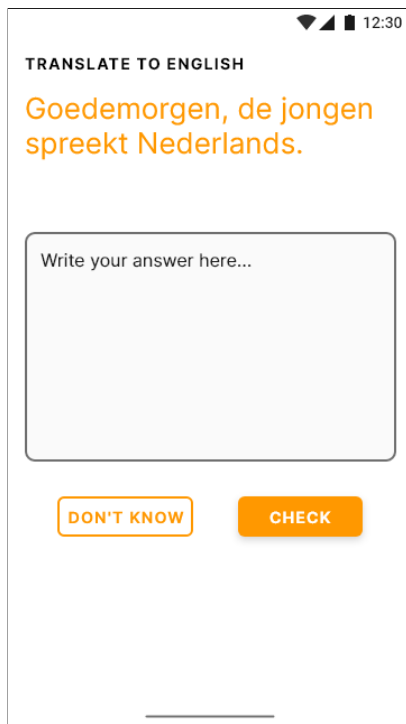 12:30
TRANSLATE TO ENGLISH
Goedemorgen, de jongen
spreekt Nederlands.
Write your answer here...
DON'T KNOW
CHECK